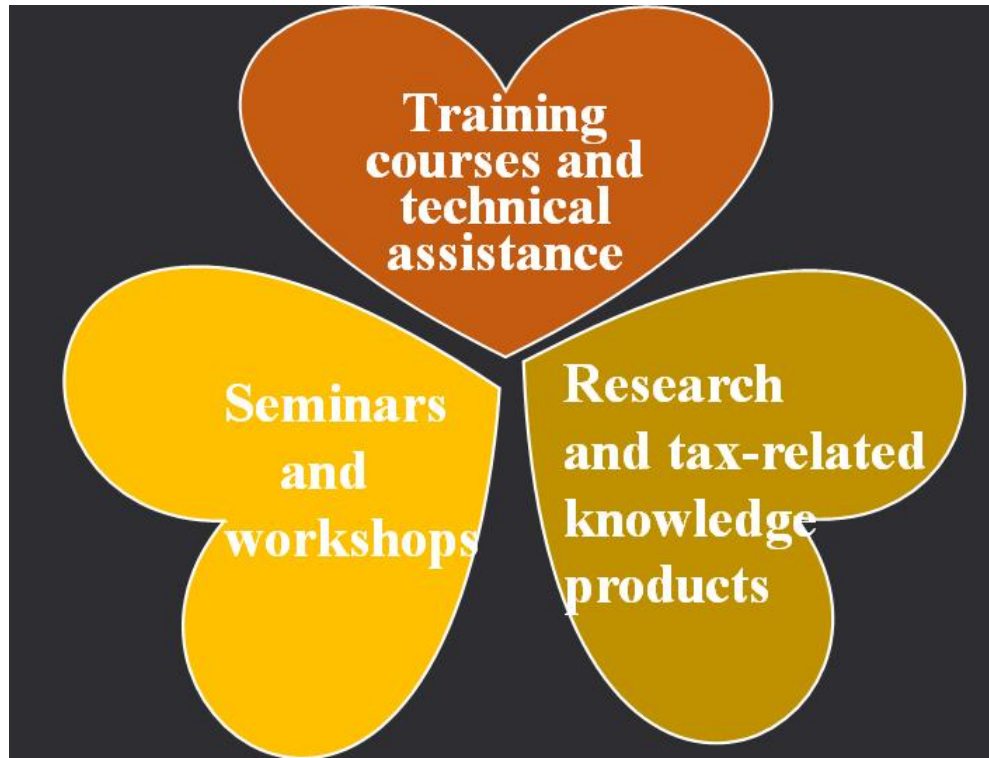 Training
courses and
technical
assistance
Seminars
and
workshops
Research
and tax-related
knowledge
products